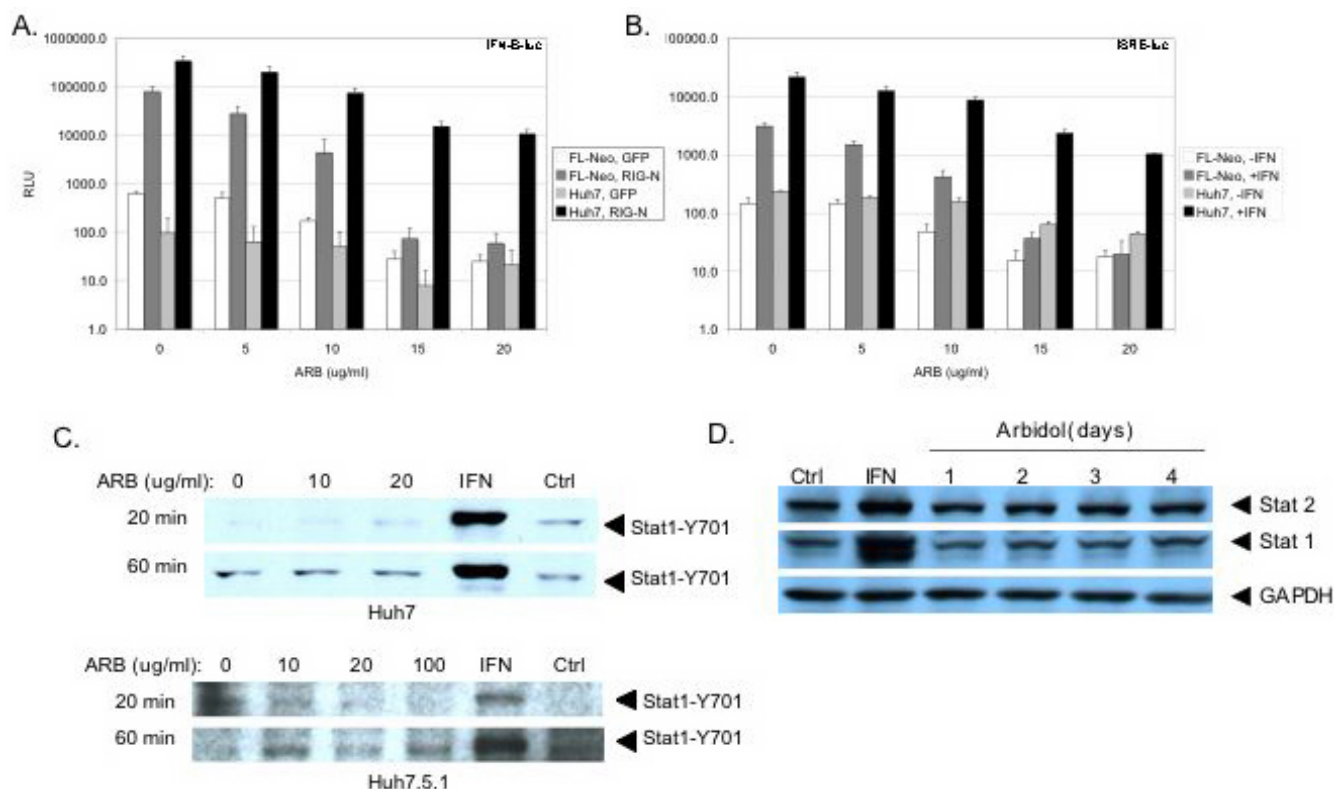 A.
IFN-B-luc
1000000.0
100000.0
10000.0
1000.0
100.0
10.0
1.0
RLU
0 5 10 15 20
ARB (ug/ml)
FL-Neo, GFP
FL-Neo, RIG-N
Huh7, GFP
Huh7, RIG-N
B.
ISRE-luc
100000.0
10000.0
1000.0
100.0
10.0
1.0
0 5 10 15 20
ARB (ug/ml)
FL-Neo, -IFN
FL-Neo, +IFN
Huh7, -IFN
Huh7, +IFN
C.
ARB (ug/ml): 0 10 20 IFN Ctrl
20 min Stat1-Y701
60 min Stat1-Y701
Huh7
ARB (ug/ml): 0 10 20 100 IFN Ctrl
20 min Stat1-Y701
60 min Stat1-Y701
Huh7.5.1
D.
Arbidol(days)
Ctrl IFN 1 2 3 4
Stat 2
Stat 1
GAPDH